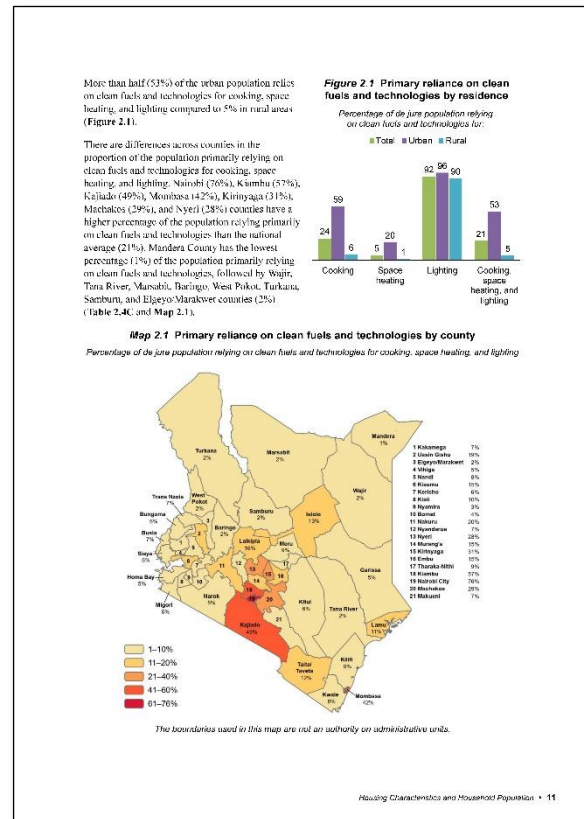 More than half (53%) of the urban population relies
on clean fuels and technologies for cooking, space
heating, and lighting compared to 5% in rural areas
(Figure 2.1).
There are differences across counties in the
proportion of the population primarily relying on
clean fuels and technologies for cooking, space
heating, and lighting. Nairobi (76%), Kiambu (57%),
Kajiado (49%), Mombasa (42%), Kirinyaga (31%),
Machakos (29%), and Nyeri (28%) counties have a
higher percentage of the population relying primarily
on clean fuels and technologies than the national
average (21%). Mandera County has the lowest
percentage (1%) of the population primarily relying
on clean fuels and technologies, followed by Wajir,
Tana River, Marsabit, Baringo, West Pokot, Turkana,
Samburu, and Elgeyo/Marakwet counties (2%)
(Table 2.4C and Map 2.1).
Figure 2.1 Primary reliance on clean
fuels and technologies by residence
Percentage of de jure population relying
on clean fuels and technologies for:
Total Urban Rural
24 59 6
5 20 1
92 96 90
21 53 5
Cooking
Space
heating
Lighting
Cooking,
space
heating, and
lighting
Map 2.1 Primary reliance on clean fuels and technologies by county
Percentage of de jure population relying on clean fuels and technologies for cooking, space heating, and lighting
Mandera
1%
Turkana
2%
Marsabit
2%
Wajir
2%
West
Pokot
2%
Samburu
2%
Isiolo
13%
Trans Nzoia
7%
Bungoma
6%
Busia
7%
Siaya
5%
Homa Bay
5%
Migori
6%
Baringo
2%
Laikipia
16%
Meru
9%
Garissa
5%
Narok
5%
Kitui
6%
Tana River
2%
Lamu
11%
Kajiado
49%
Taita/
Taveta
12%
Kilifi
9%
Kwale
8%
Mombasa
42%
1 Kakamega 7%
2 Uasin Gishu 19%
3 Elgeyo/Marakwet 2%
4 Vihiga 5%
5 Nandi 8%
6 Kisumu 15%
7 Kericho 6%
8 Kisii 10%
9 Nyamira 3%
10 Bomet 4%
11 Nakuru 20%
12 Nyandarua 7%
13 Nyeri 28%
14 Murang'a 15%
15 Kirinyaga 31%
16 Embu 15%
17 Tharaka-Nithi 9%
18 Kiambu 57%
19 Nairobi City 76%
20 Machakos 29%
21 Makueni 7%
1–10%
11–20%
21–40%
41–60%
61–76%
The boundaries used in this map are not an authority on administrative units.
Housing Characteristics and Household Population • 11